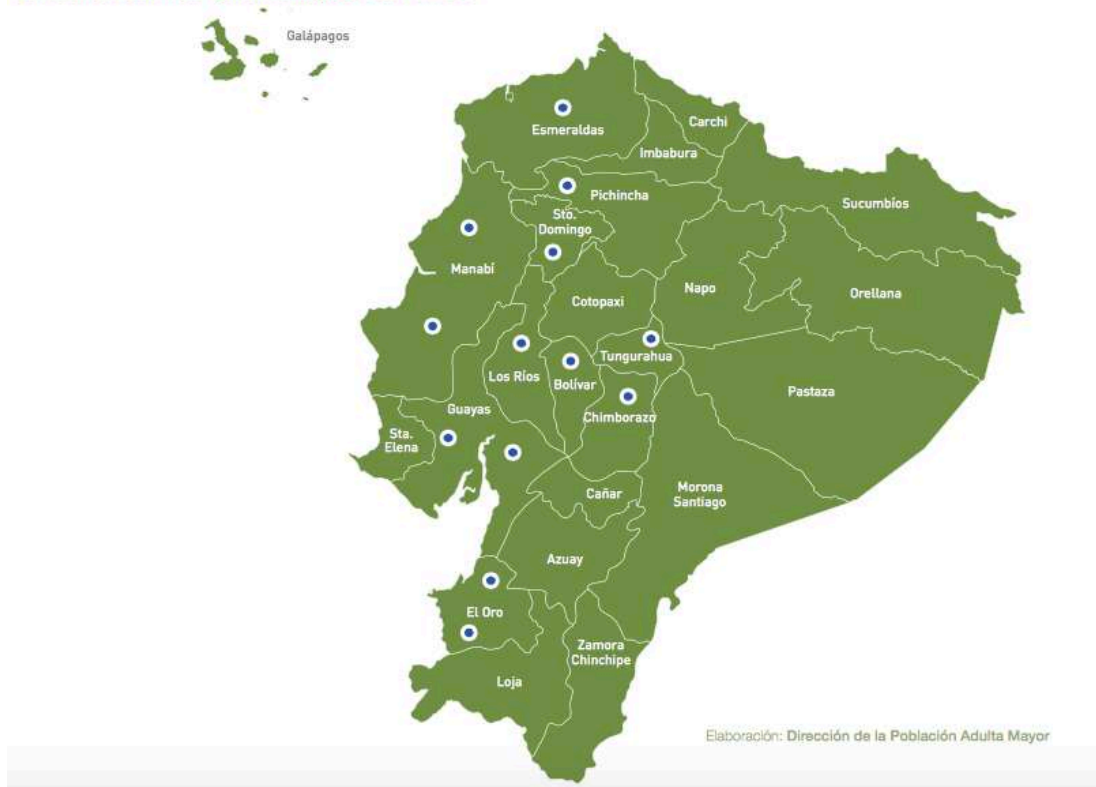 Galápagos
Esmeraldas
Carchi
Imbabura
Pichincha
Sucumbíos
Sto.
Domingo
Manabí
Napo
Orellana
Cotopaxi
Tungurahua
Los Ríos
Bolívar
Pastaza
Guayas
Chimborazo
Sta.
Elena
Cañar
Morona
Santiago
Azuay
El Oro
Zamora
Chinchipe
Loja
Elaboración: Dirección de la Población Adulta Mayor